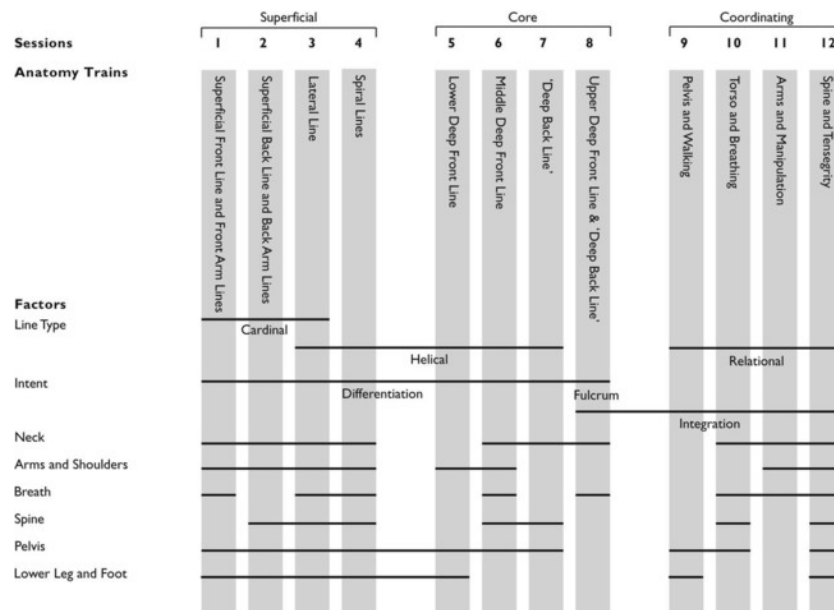 Superficial Core Coordinating
Sessions 1 2 3 4 5 6 7 8 9 10 11 12
Anatomy Trains
Superficial Front Line and Front Arm Lines
Superficial Back Line and Back Arm Lines
Lateral Line
Spiral Lines
Lower Deep Front Line
Middle Deep Front Line
'Deep Back Line'
Upper Deep Front Line & 'Deep Back Line'
Pelvis and Walking
Torso and Breathing
Arms and Manipulation
Spine and Tensegrity
Factors
Line Type
Cardinal
Helical Relational
Intent
Differentiation Fulcrum
Integration
Neck
Arms and Shoulders
Breath
Spine
Pelvis
Lower Leg and Foot